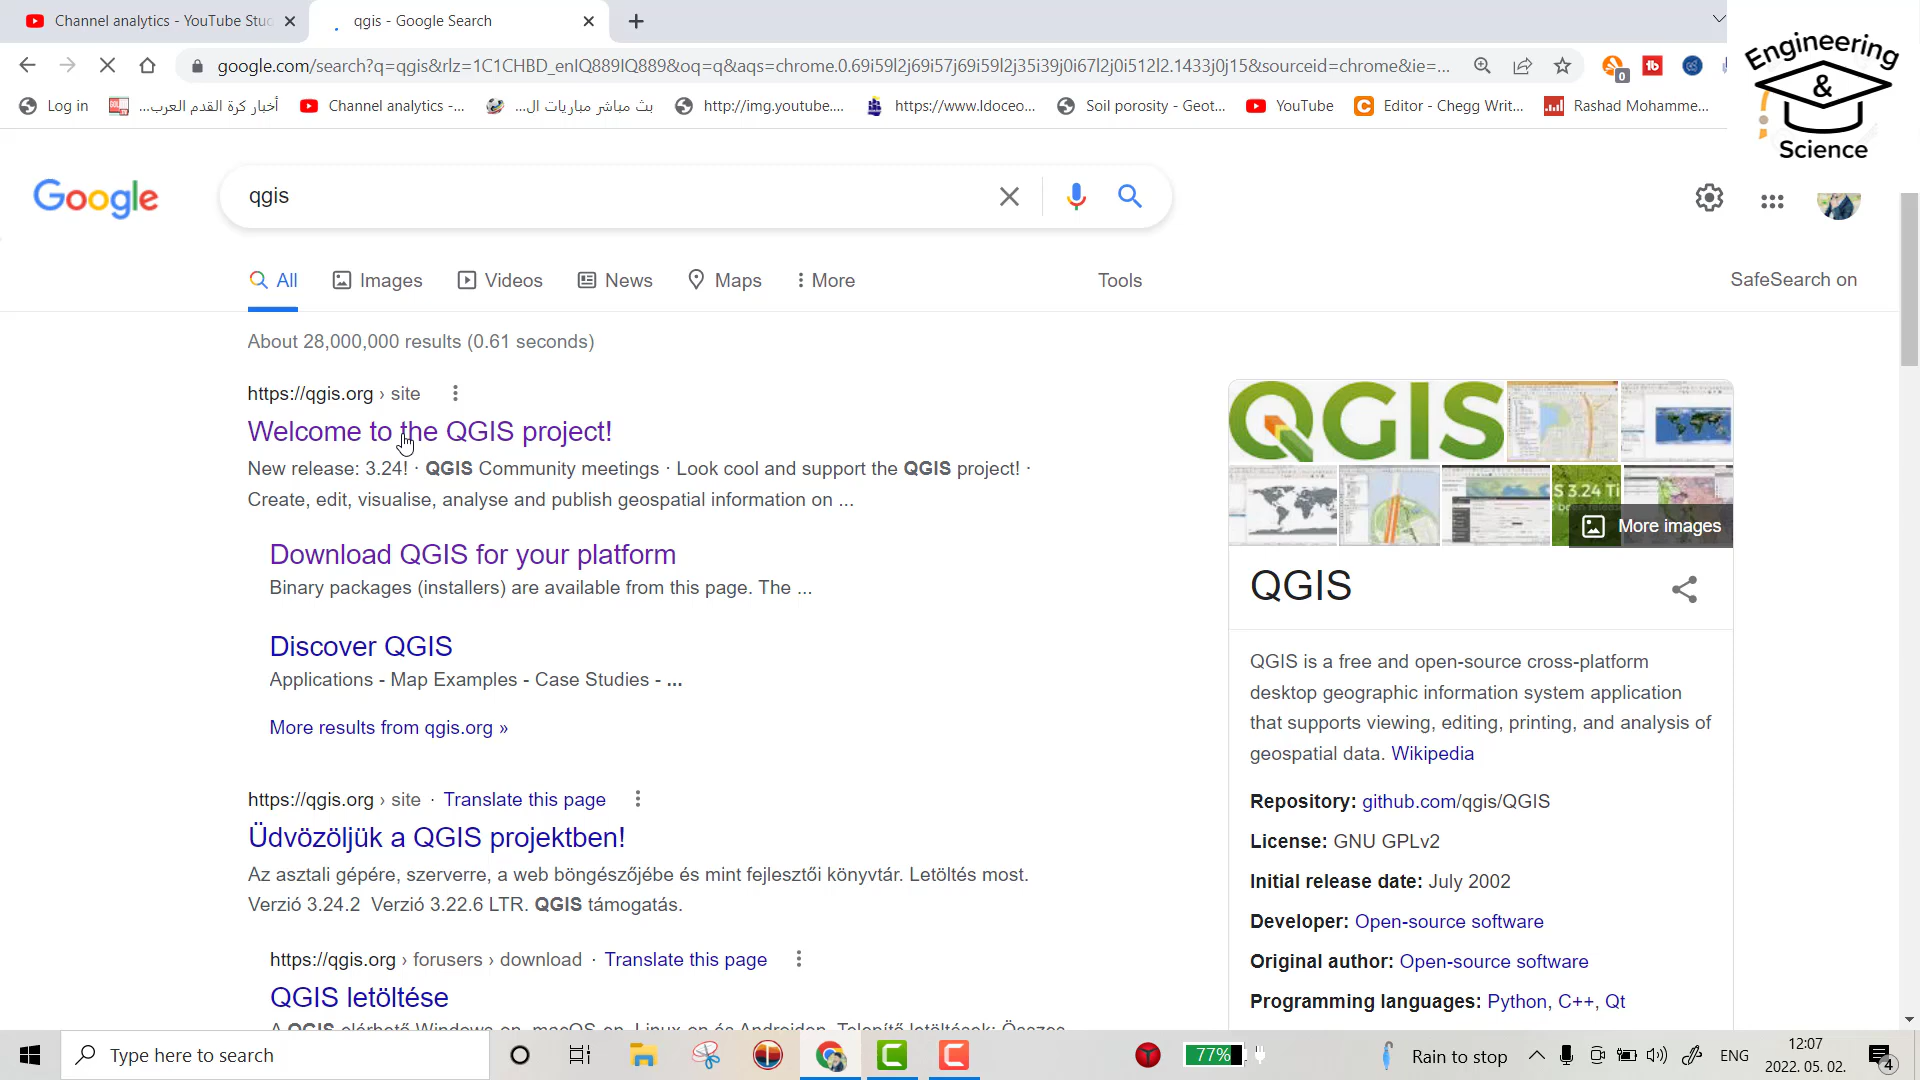 Channel analytics - YouTube Stud
qgis - Google Search
google.com/search?q=qgis&rlz=1C1CHBD_enIQ889IQ889&oq=q&aqs=chrome.0.69i59l2j69i57j69i59l2j35i39j0i67l2j0i512l2.1433j0j15&sourceid=chrome&ie=...
0
Log in
أخبار كرة القدم العرب...
Channel analytics -...
بث مباشر مباريات ال...
http://img.youtube....
https://www.ldoceo...
Soil porosity - Geot...
YouTube
Editor - Chegg Writ...
Rashad Mohamme...
Engineering
&
Science
Google
qgis
All
Images
Videos
News
Maps
More
Tools
SafeSearch on
About 28,000,000 results (0.61 seconds)
https://qgis.org › site
Welcome to the QGIS project!
New release: 3.24! · QGIS Community meetings · Look cool and support the QGIS project! ·
Create, edit, visualise, analyse and publish geospatial information on ...
Download QGIS for your platform
Binary packages (installers) are available from this page. The ...
Discover QGIS
Applications - Map Examples - Case Studies - ...
More results from qgis.org »
https://qgis.org › site · Translate this page
Üdvözöljük a QGIS projektben!
Az asztali gépére, szerverre, a web böngészőjébe és mint fejlesztői könyvtár. Letöltés most.
Verzió 3.24.2 Verzió 3.22.6 LTR. QGIS támogatás.
https://qgis.org › forusers › download · Translate this page
QGIS letöltése
A QGIS elérhető Windows-on, macOS-on, Linux-on és Androidon. Telepítő letöltések: Összes
QGIS
S 3.24 Ti
More images
QGIS
QGIS is a free and open-source cross-platform
desktop geographic information system application
that supports viewing, editing, printing, and analysis of
geospatial data. Wikipedia
Repository: github.com/qgis/QGIS
License: GNU GPLv2
Initial release date: July 2002
Developer: Open-source software
Original author: Open-source software
Programming languages: Python, C++, Qt
Type here to search
77%
Rain to stop
ENG
12:07
2022. 05. 02.
4